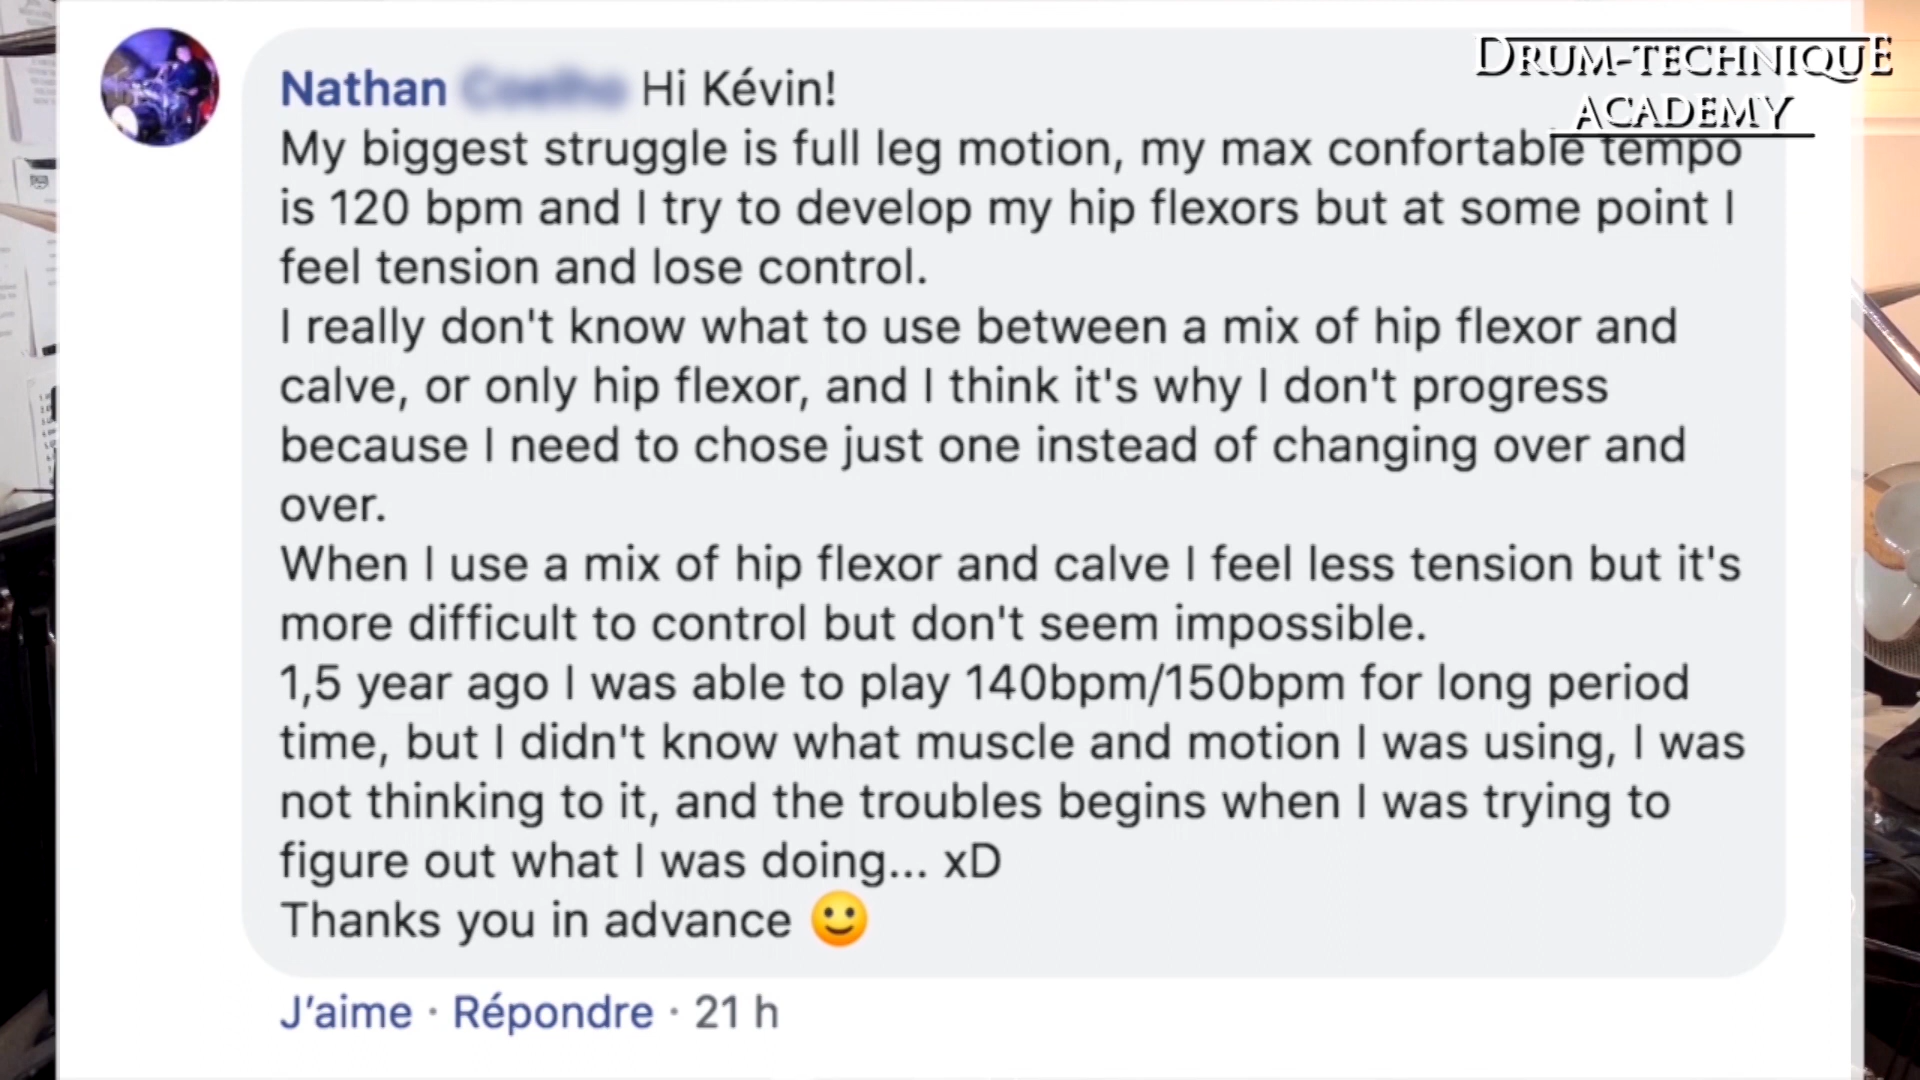 DRUM-TECHNIQUE
ACADEMY
Nathan Hi Kévin!
My biggest struggle is full leg motion, my max confortable tempo
is 120 bpm and I try to develop my hip flexors but at some point I
feel tension and lose control.
I really don't know what to use between a mix of hip flexor and
calve, or only hip flexor, and I think it's why I don't progress
because I need to chose just one instead of changing over and
over.
When I use a mix of hip flexor and calve I feel less tension but it's
more difficult to control but don't seem impossible.
1,5 year ago I was able to play 140bpm/150bpm for long period
time, but I didn't know what muscle and motion I was using, I was
not thinking to it, and the troubles begins when I was trying to
figure out what I was doing... xD
Thanks you in advance 🙂
J'aime · Répondre · 21 h